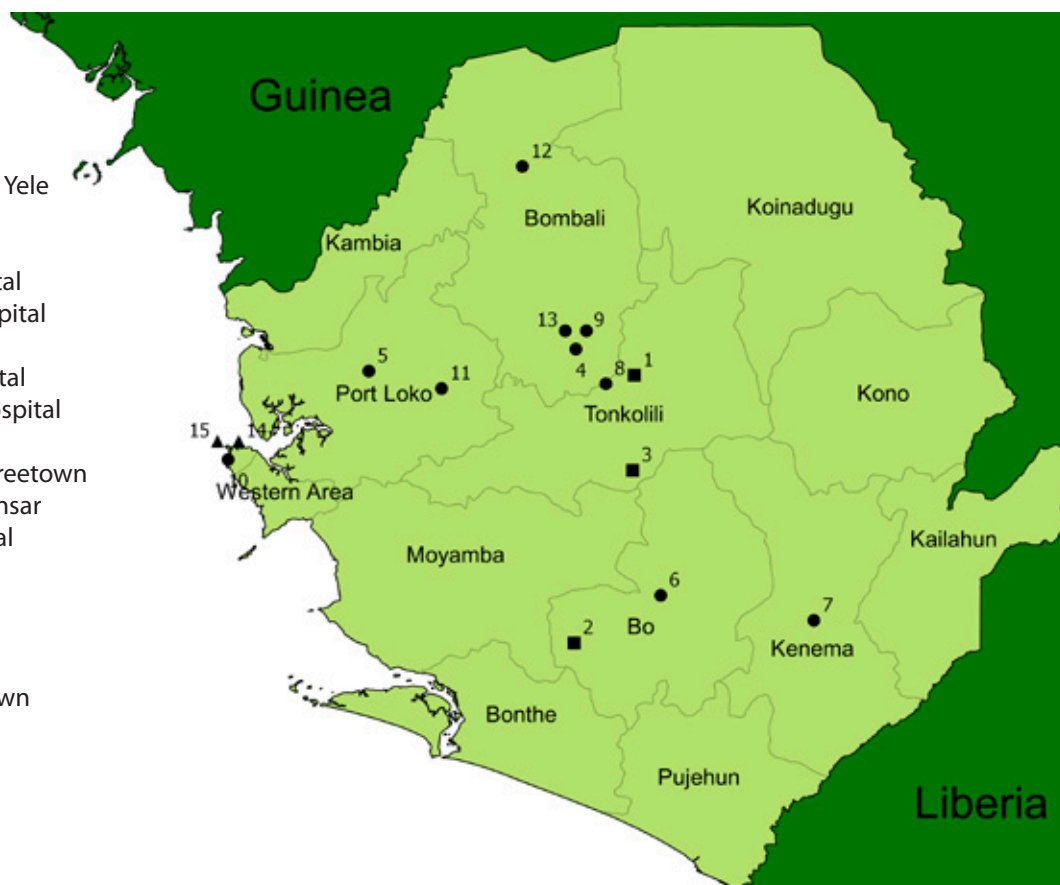 Guinea
12
Yele
Koinadugu
Bombali
Kambia
tal
pital
13
9
5
4
8
1
11
Port Loko
Kono
tal
Tonkolili
spital
15
14
3
reetown
10
Western Area
nsar
Kailahun
al
Moyamba
6
7
2
Bo
Kenema
wn
Bonthe
Pujehun
Liberia